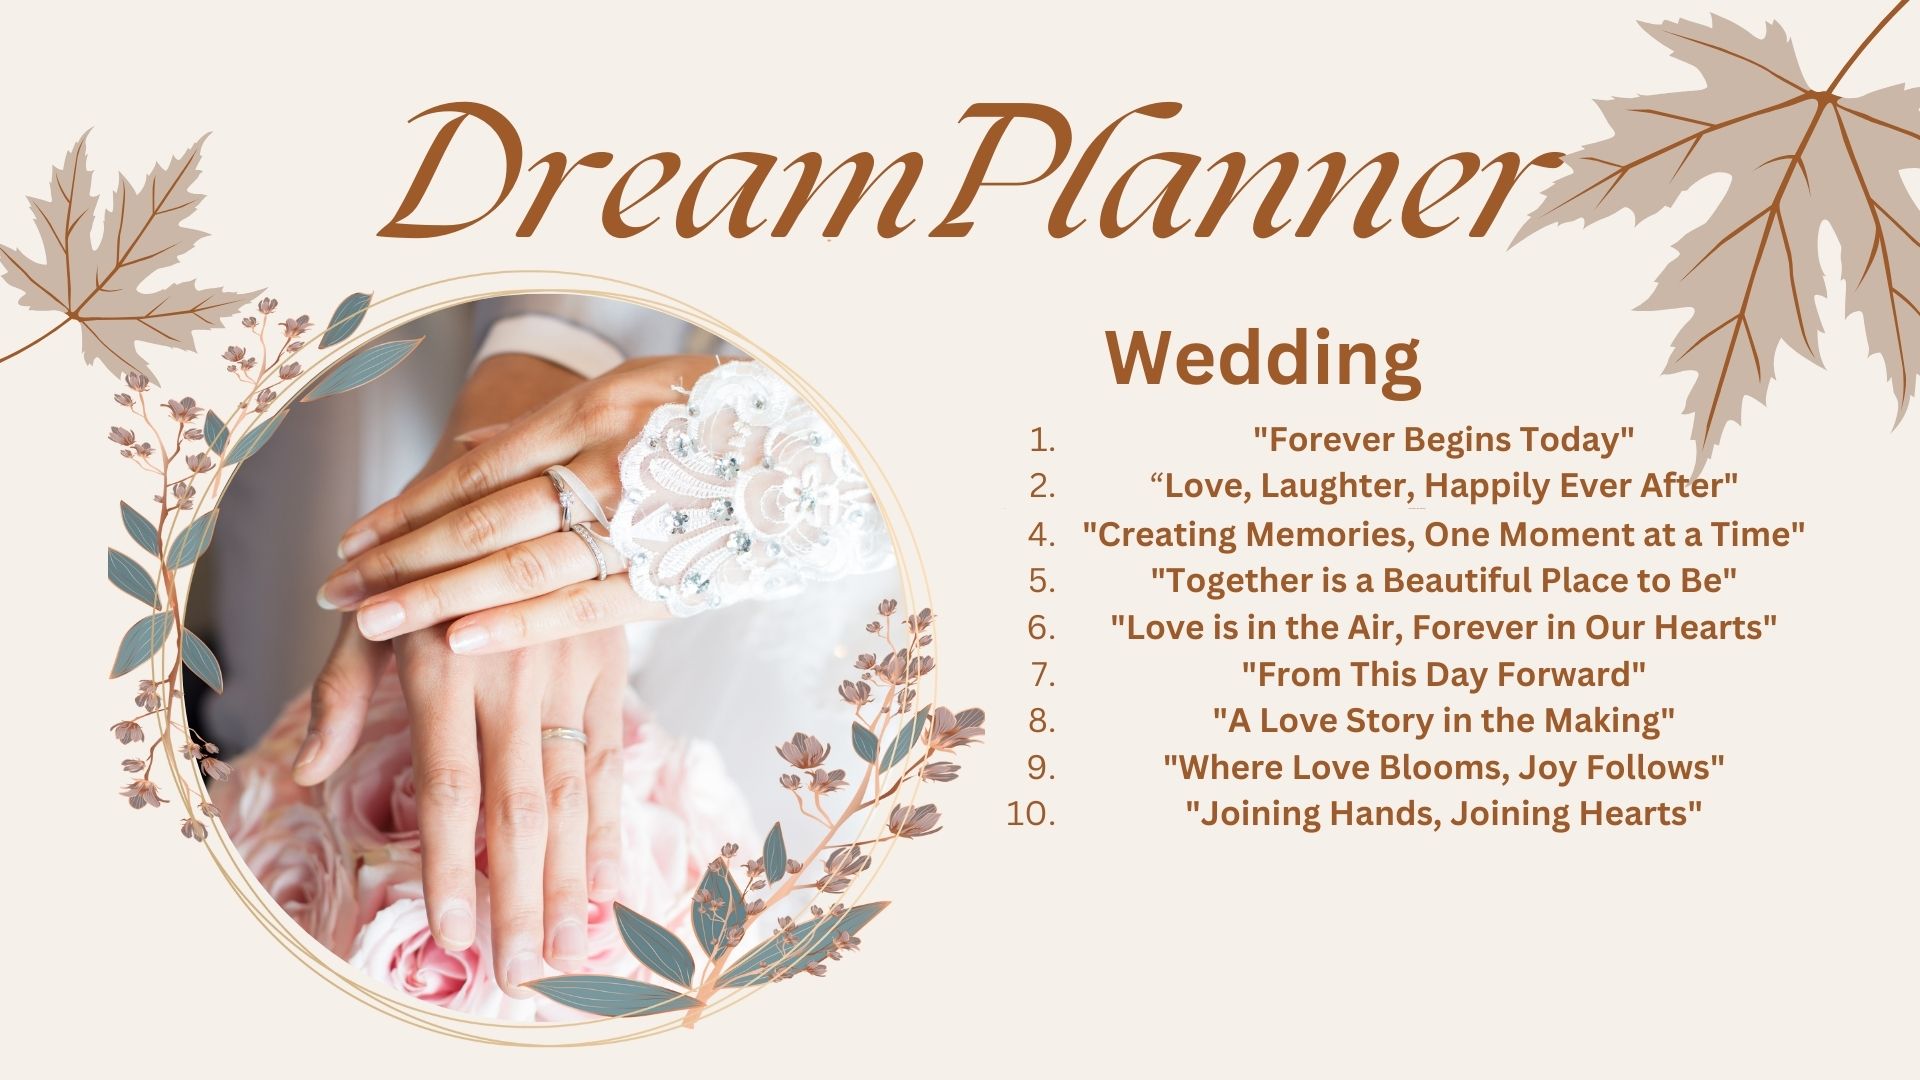 Dream Planner
Wedding
1. "Forever Begins Today"
2. “Love, Laughter, Happily Ever After"
4. "Creating Memories, One Moment at a Time"
5. "Together is a Beautiful Place to Be"
6. "Love is in the Air, Forever in Our Hearts"
7. "From This Day Forward"
8. "A Love Story in the Making"
9. "Where Love Blooms, Joy Follows"
10. "Joining Hands, Joining Hearts"